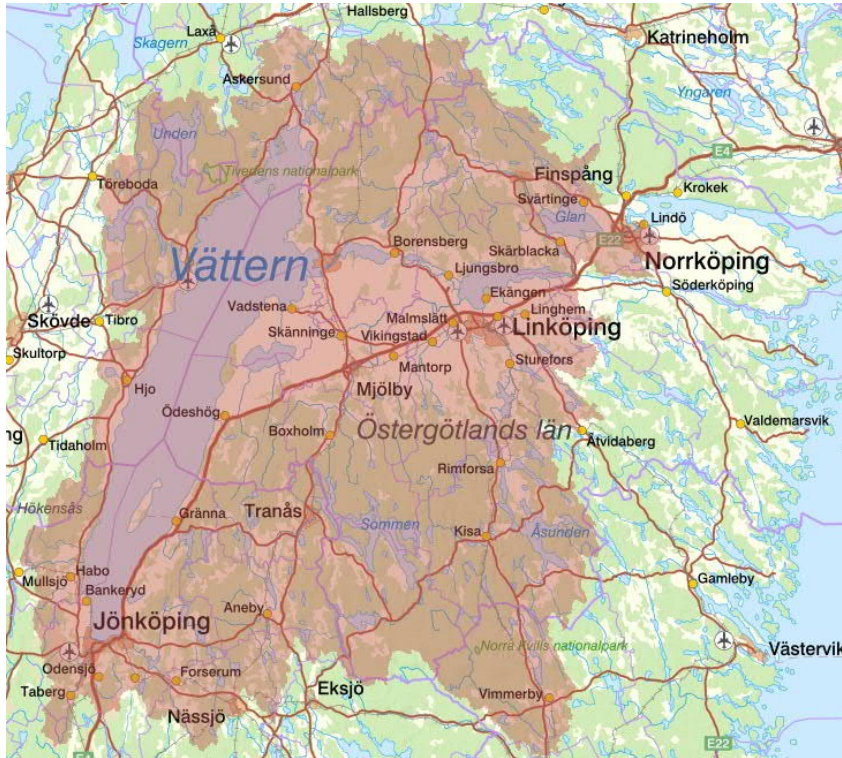 Hallsberg
Laxå
Skagern
Katrineholm
Askersund
Yngaren
Unden
E4
Tivedens nationalpark
Töreboda
Finspång
Krokek
Svärtinge
Glan
Lindö
E22
Borensberg
Skärblacka
Vättern
Norrköping
Ljungsbro
Söderköping
Ekängen
Vadstena
Malmslätt
Linghem
Skövde
Tibro
Skänninge
Vikingstad
Linköping
Skultorp
Mantorp
Sturefors
Hjo
Mjölby
Ödeshög
Valdemarsvik
Boxholm
Östergötlands län
Åtvidaberg
ng
Tidaholm
Rimforsa
Hökensås
Gränna
Tranås
Sommen
Kisa
Åsunden
Habo
Mullsjö
Gamleby
Bankeryd
Aneby
Jönköping
Norra Kvills nationalpark
Västervik
Odensjö
Forserum
Taberg
Eksjö
Vimmerby
Nässjö
E22
E4